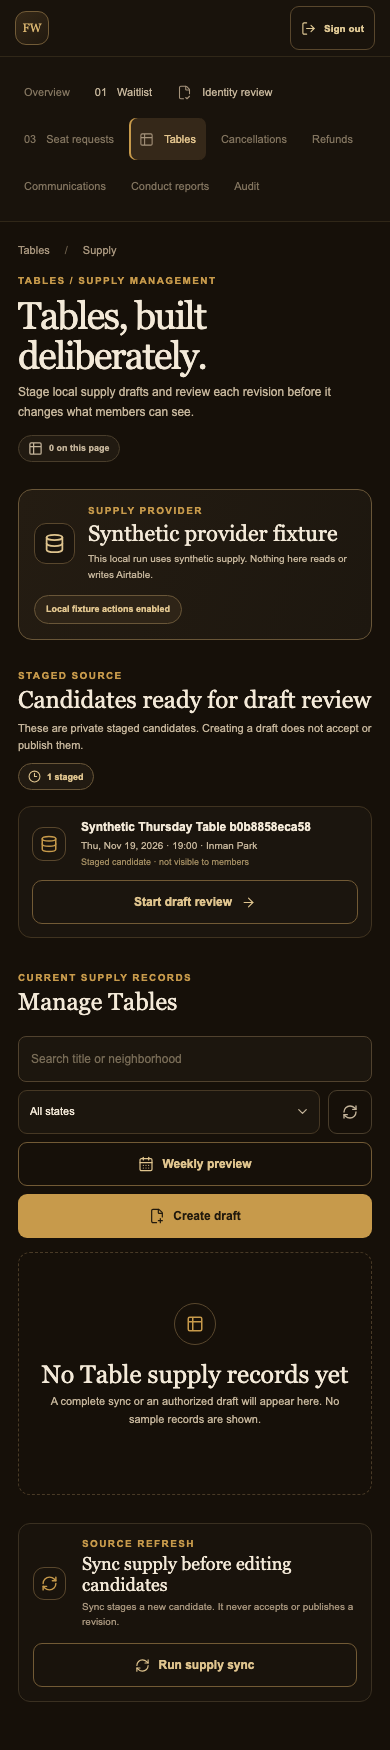 FW
Sign out
Overview
01 Waitlist
Identity review
03 Seat requests
Tables
Cancellations
Refunds
Communications
Conduct reports
Audit
Tables / Supply
TABLES / SUPPLY MANAGEMENT
Tables, built
deliberately.
Stage local supply drafts and review each revision before it
changes what members can see.
0 on this page
SUPPLY PROVIDER
Synthetic provider fixture
This local run uses synthetic supply. Nothing here reads or
writes Airtable.
Local fixture actions enabled
STAGED SOURCE
Candidates ready for draft review
These are private staged candidates. Creating a draft does not accept or
publish them.
1 staged
Synthetic Thursday Table b0b8858eca58
Thu, Nov 19, 2026 · 19:00 · Inman Park
Staged candidate · not visible to members
Start draft review
CURRENT SUPPLY RECORDS
Manage Tables
Search title or neighborhood
All states
Weekly preview
Create draft
No Table supply records yet
A complete sync or an authorized draft will appear here. No
sample records are shown.
SOURCE REFRESH
Sync supply before editing
candidates
Sync stages a new candidate. It never accepts or publishes a
revision.
Run supply sync